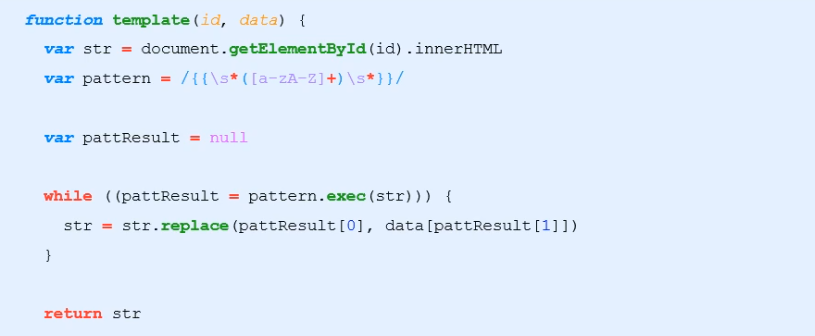 function template(id, data) {
  var str = document.getElementById(id).innerHTML
  var pattern = /{{\s*([a-zA-Z]+)\s*}}/
  var pattResult = null
  while ((pattResult = pattern.exec(str))) {
    str = str.replace(pattResult[0], data[pattResult[1]])
  }
  return str